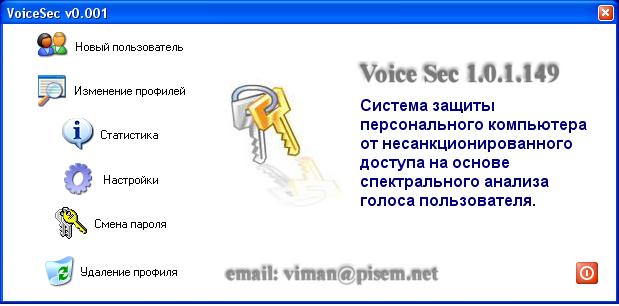 VoiceSec v0.001
Новый пользователь
Изменение профилей
Статистика
Настройки
Смена пароля
Удаление профиля
Voice Sec 1.0.1.149
Система защиты
персонального компьютера
от несанкционированного
доступа на основе
спектрального анализа
голоса пользователя.
email: viman@pisem.net